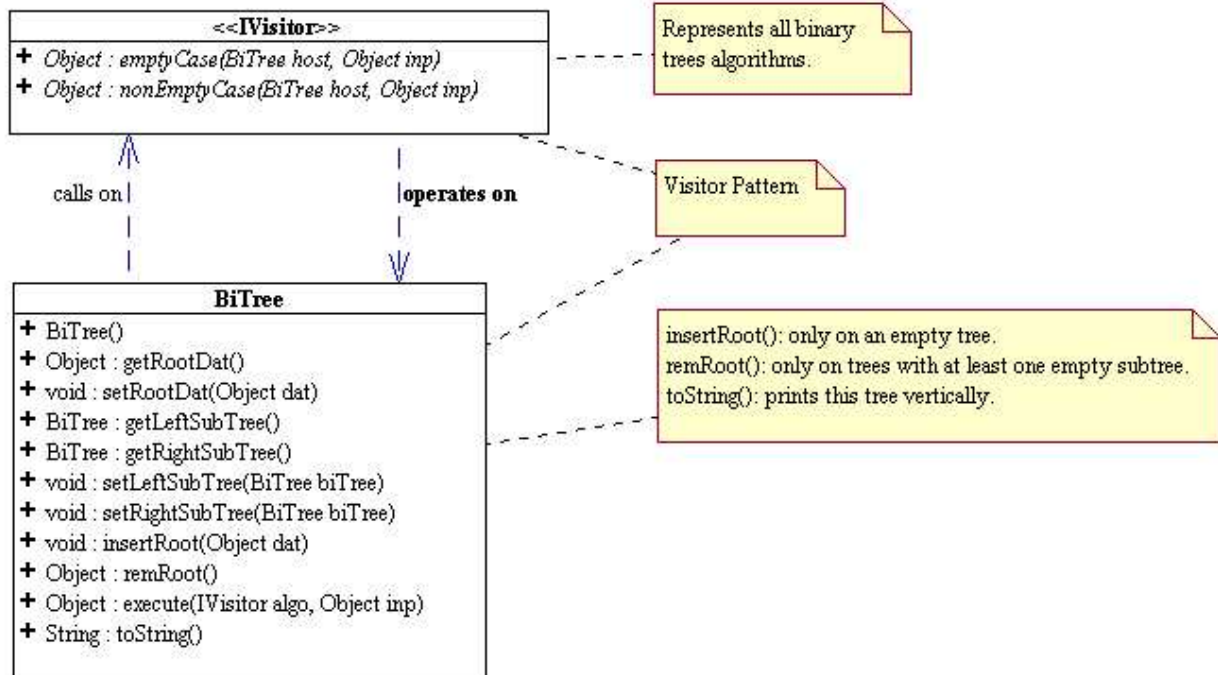 <<IVisitor>>
+ Object : emptyCase(BiTree host, Object inp)
+ Object : nonEmptyCase(BiTree host, Object inp)
Represents all binary
trees algorithms.
calls on
operates on
Visitor Pattern
BiTree
+ BiTree()
+ Object : getRootDat()
+ void : setRootDat(Object dat)
+ BiTree : getLeftSubTree()
+ BiTree : getRightSubTree()
+ void : setLeftSubTree(BiTree biTree)
+ void : setRightSubTree(BiTree biTree)
+ void : insertRoot(Object dat)
+ Object : remRoot()
+ Object : execute(IVisitor algo, Object inp)
+ String : toString()
insertRoot(): only on an empty tree.
remRoot(): only on trees with at least one empty subtree.
toString(): prints this tree vertically.